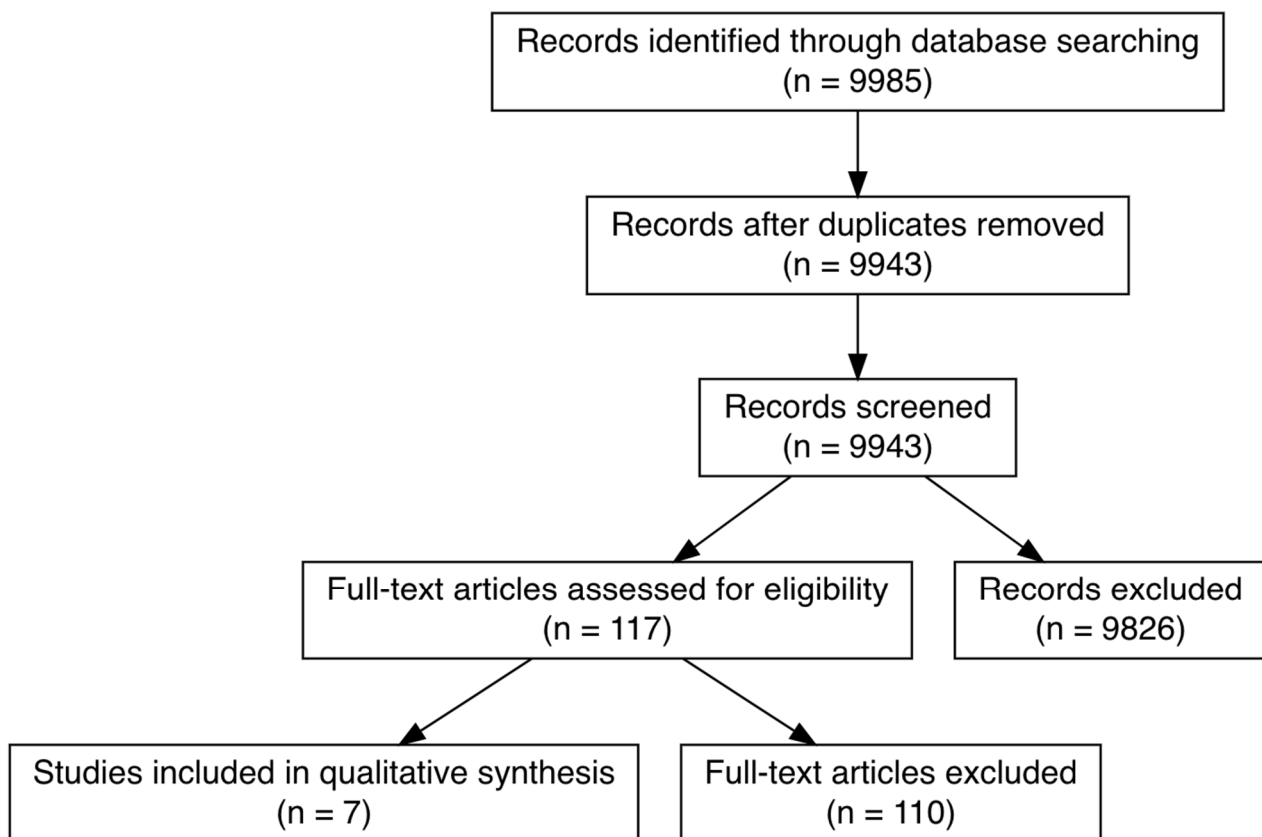 Records identified through database searching
(n = 9985)
Records after duplicates removed
(n = 9943)
Records screened
(n = 9943)
Full-text articles assessed for eligibility
(n = 117)
Records excluded
(n = 9826)
Studies included in qualitative synthesis
(n = 7)
Full-text articles excluded
(n = 110)